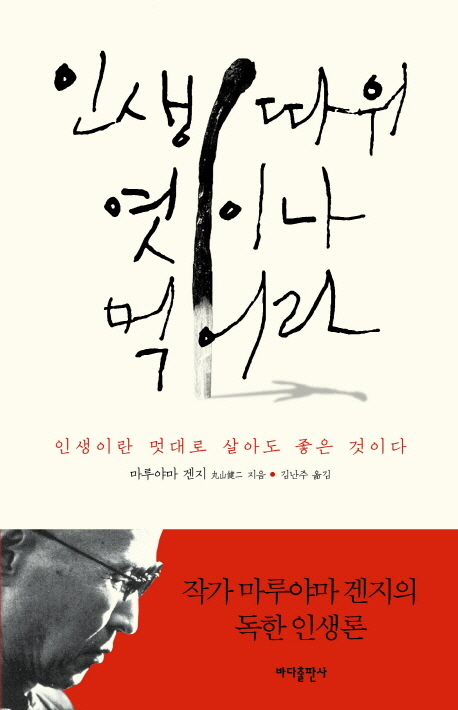 인생 따위
엿이나
먹어라
인생이란 멋대로 살아도 좋은 것이다
마루야마 겐지 丸山健二 지음 ● 김난주 옮김
작가 마루야마 겐지의
독한 인생론
바다출판사